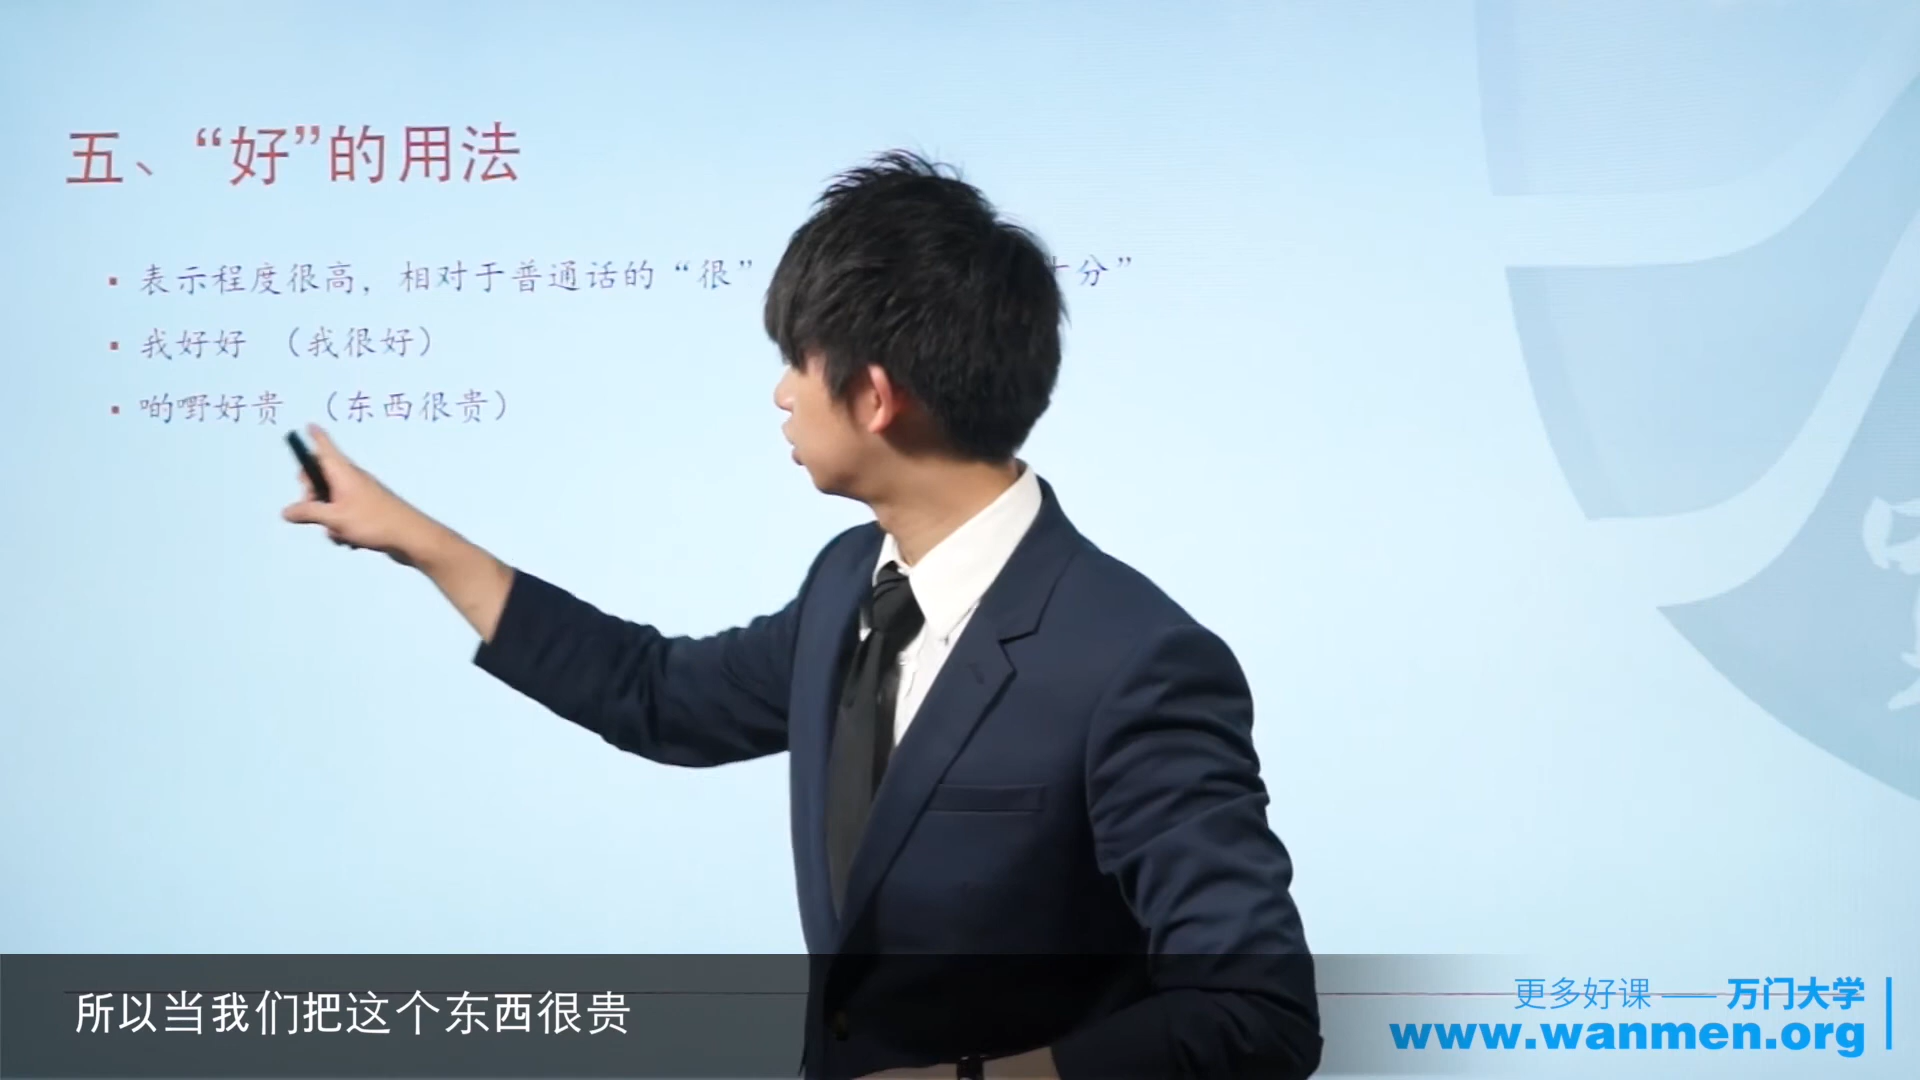 五、“好”的用法
表示程度很高，相对于普通话的“很” 十分”
我好好 （我很好）
啲嘢好贵 （东西很贵）
所以当我们把这个东西很贵
更多好课 —— 万门大学
www.wanmen.org